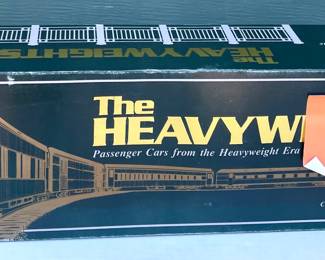 The
HEAVYWEIGHTS
The
HEAVYW
Passenger Cars from the Heavyweight Era
C